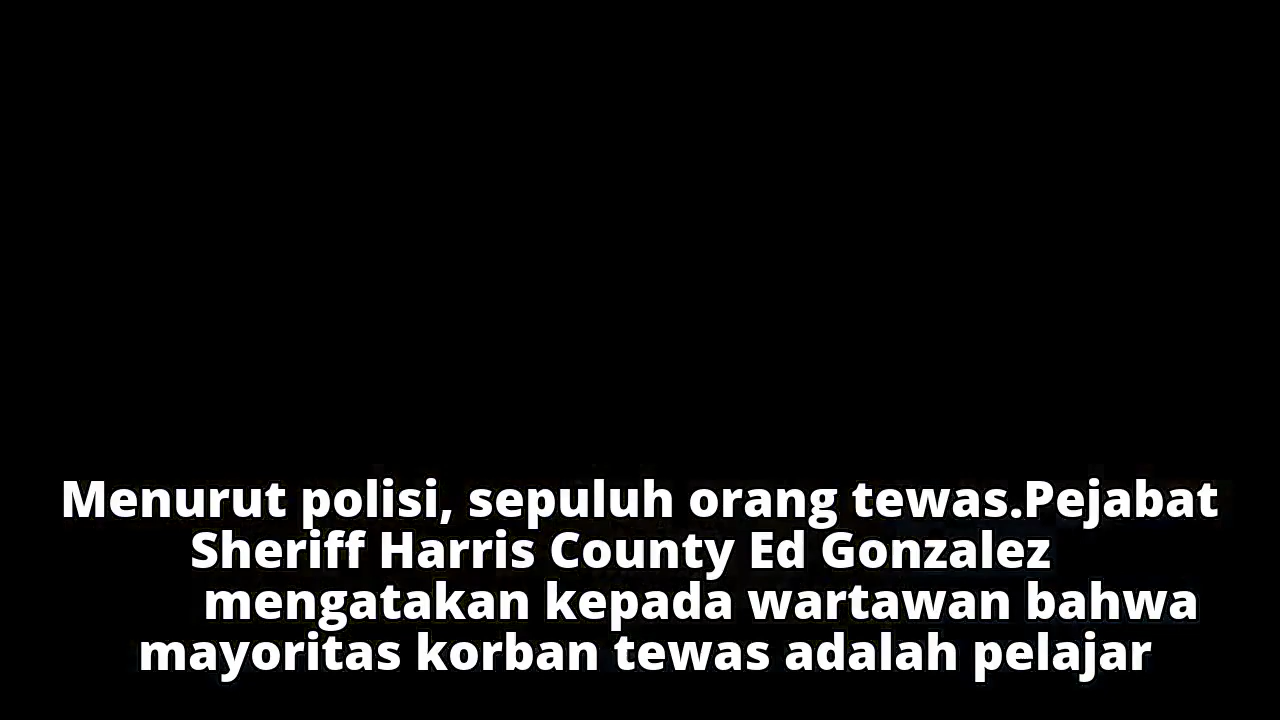 Menurut polisi, sepuluh orang tewas.Pejabat
Sheriff Harris County Ed Gonzalez
mengatakan kepada wartawan bahwa
mayoritas korban tewas adalah pelajar